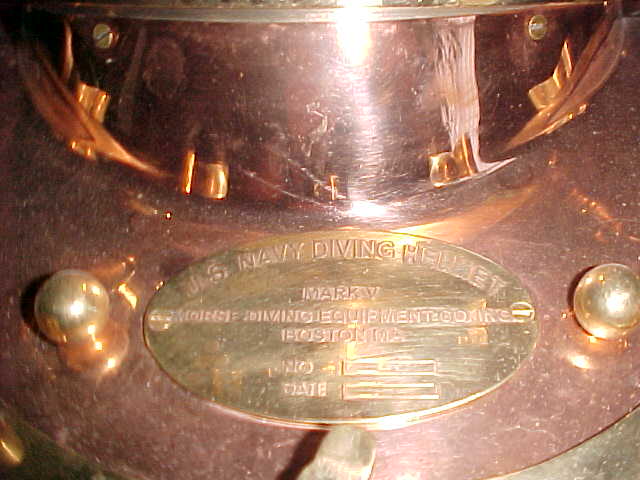 U.S. NAVY DIVING HELMET
MARK V
MORSE DIVING EQUIPMENT CO. INC
BOSTON MA
NO
DATE